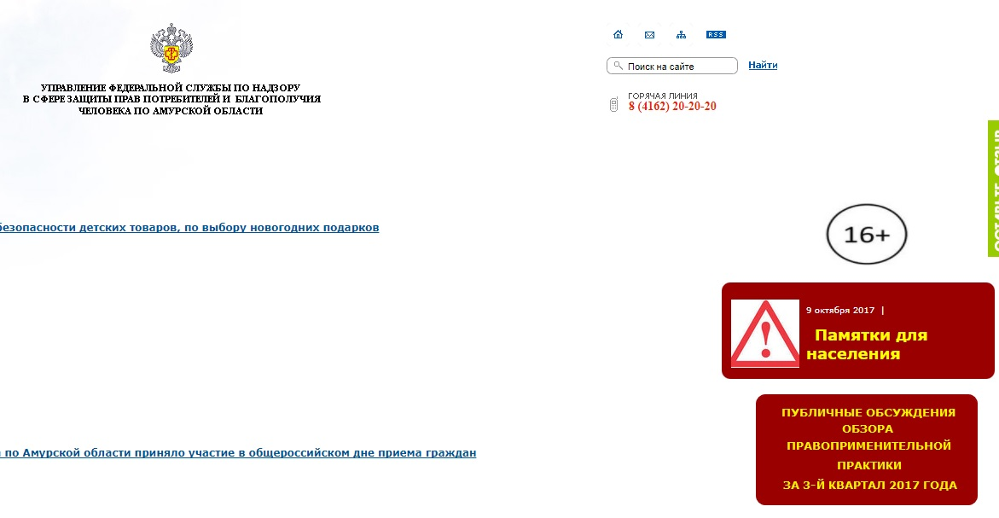 УПРАВЛЕНИЕ ФЕДЕРАЛЬНОЙ СЛУЖБЫ ПО НАДЗОРУ
В СФЕРЕ ЗАЩИТЫ ПРАВ ПОТРЕБИТЕЛЕЙ И БЛАГОПОЛУЧИЯ
ЧЕЛОВЕКА ПО АМУРСКОЙ ОБЛАСТИ
RSS
Поиск на сайте
Найти
ГОРЯЧАЯ ЛИНИЯ
8 (4162) 20-20-20
безопасности детских товаров, по выбору новогодних подарков
16+
9 октября 2017 |
Памятки для
населения
ПУБЛИЧНЫЕ ОБСУЖДЕНИЯ
ОБЗОРА
ПРАВОПРИМЕНИТЕЛЬНОЙ
ПРАКТИКИ
ЗА 3-Й КВАРТАЛ 2017 ГОДА
по Амурской области приняло участие в общероссийском дне приема граждан